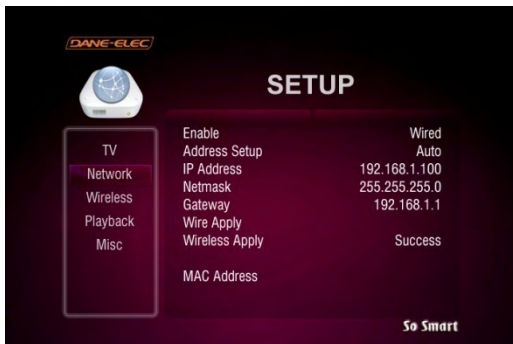 DANE-ELEC
SETUP
TV
Network
Wireless
Playback
Misc
Enable Wired
Address Setup Auto
IP Address 192.168.1.100
Netmask 255.255.255.0
Gateway 192.168.1.1
Wire Apply
Wireless Apply Success
MAC Address
So Smart